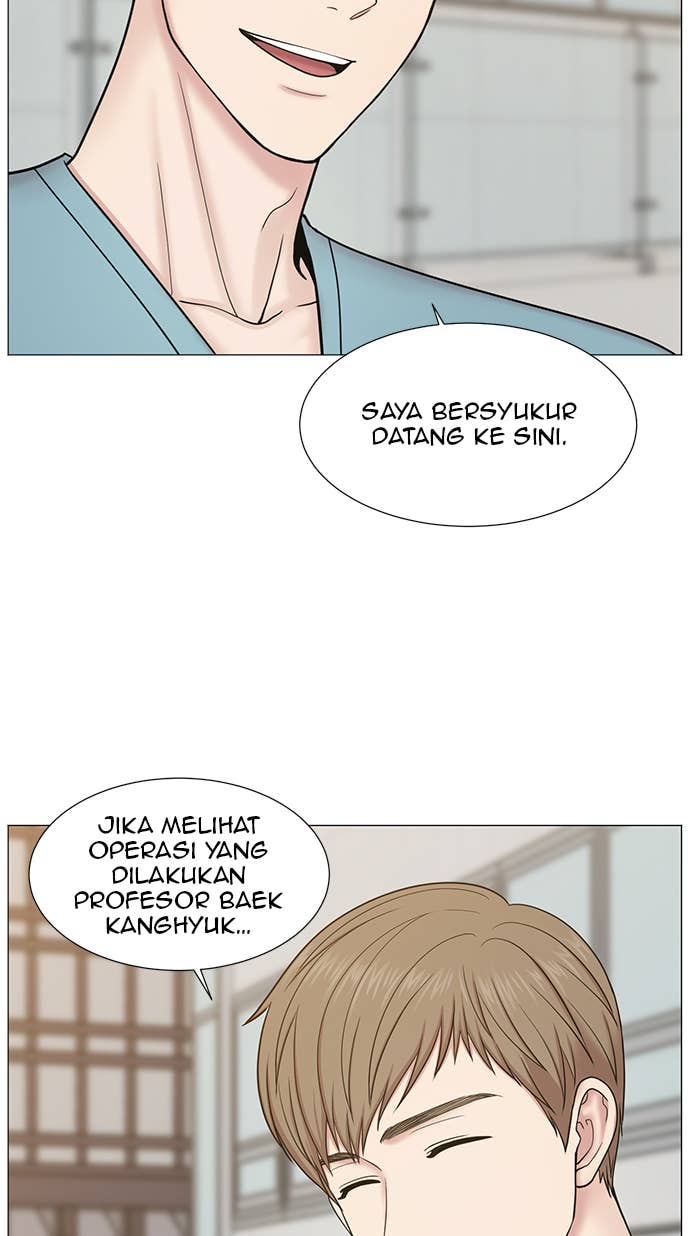 SAYA BERSYUKUR
DATANG KE SINI.
JIKA MELIHAT
OPERASI YANG
DILAKUKAN
PROFESOR BAEK
KANGHYUK...